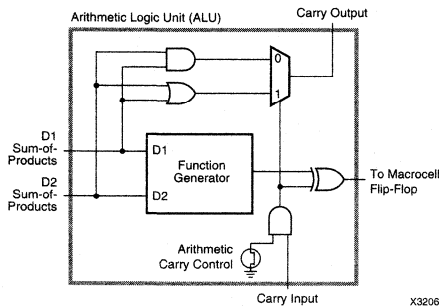 Arithmetic Logic Unit (ALU)
Carry Output
0
1
D1
Sum-of-
Products
D1
Function
Generator
D2
Sum-of-
Products
D2
To Macrocell
Flip-Flop
Arithmetic
Carry Control
Carry Input
X3206